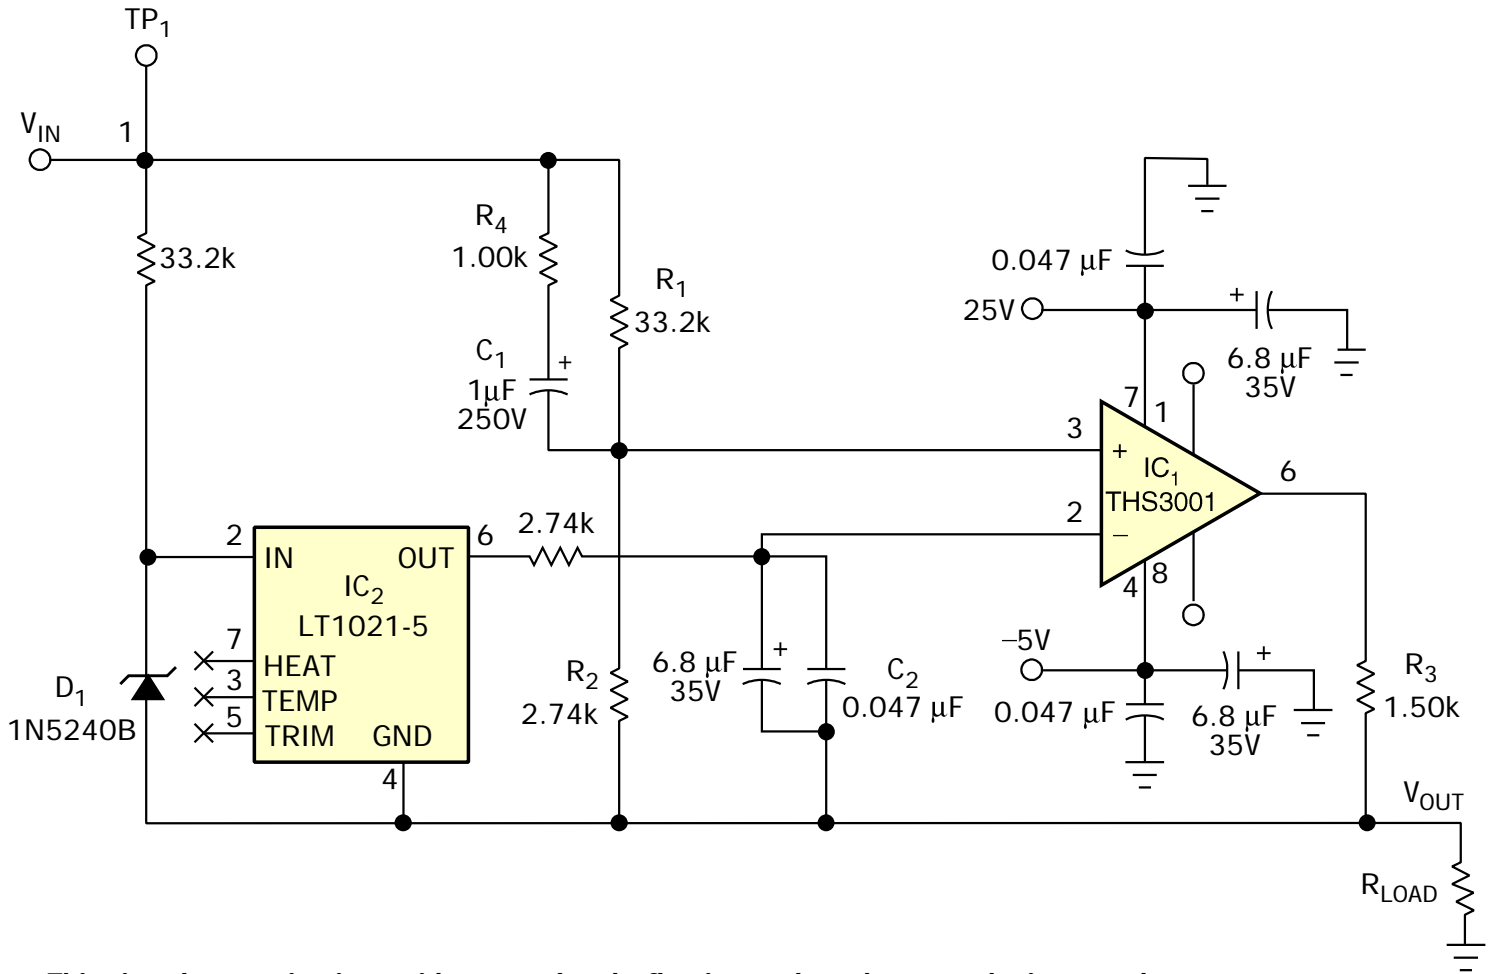 TP1
VIN
1
33.2k
R4
1.00k
R1
33.2k
C1
+
1µF
250V
0.047 µF
25V
+
6.8 µF
35V
7
1
3
+
IC1
THS3001
6
2
–
4
8
2
IN
OUT
6
2.74k
IC2
LT1021-5
7
HEAT
3
TEMP
5
TRIM
GND
4
D1
1N5240B
R2
2.74k
6.8 µF
35V
+
C2
0.047 µF
–5V
0.047 µF
+
6.8 µF
35V
R3
1.50k
VOUT
RLOAD